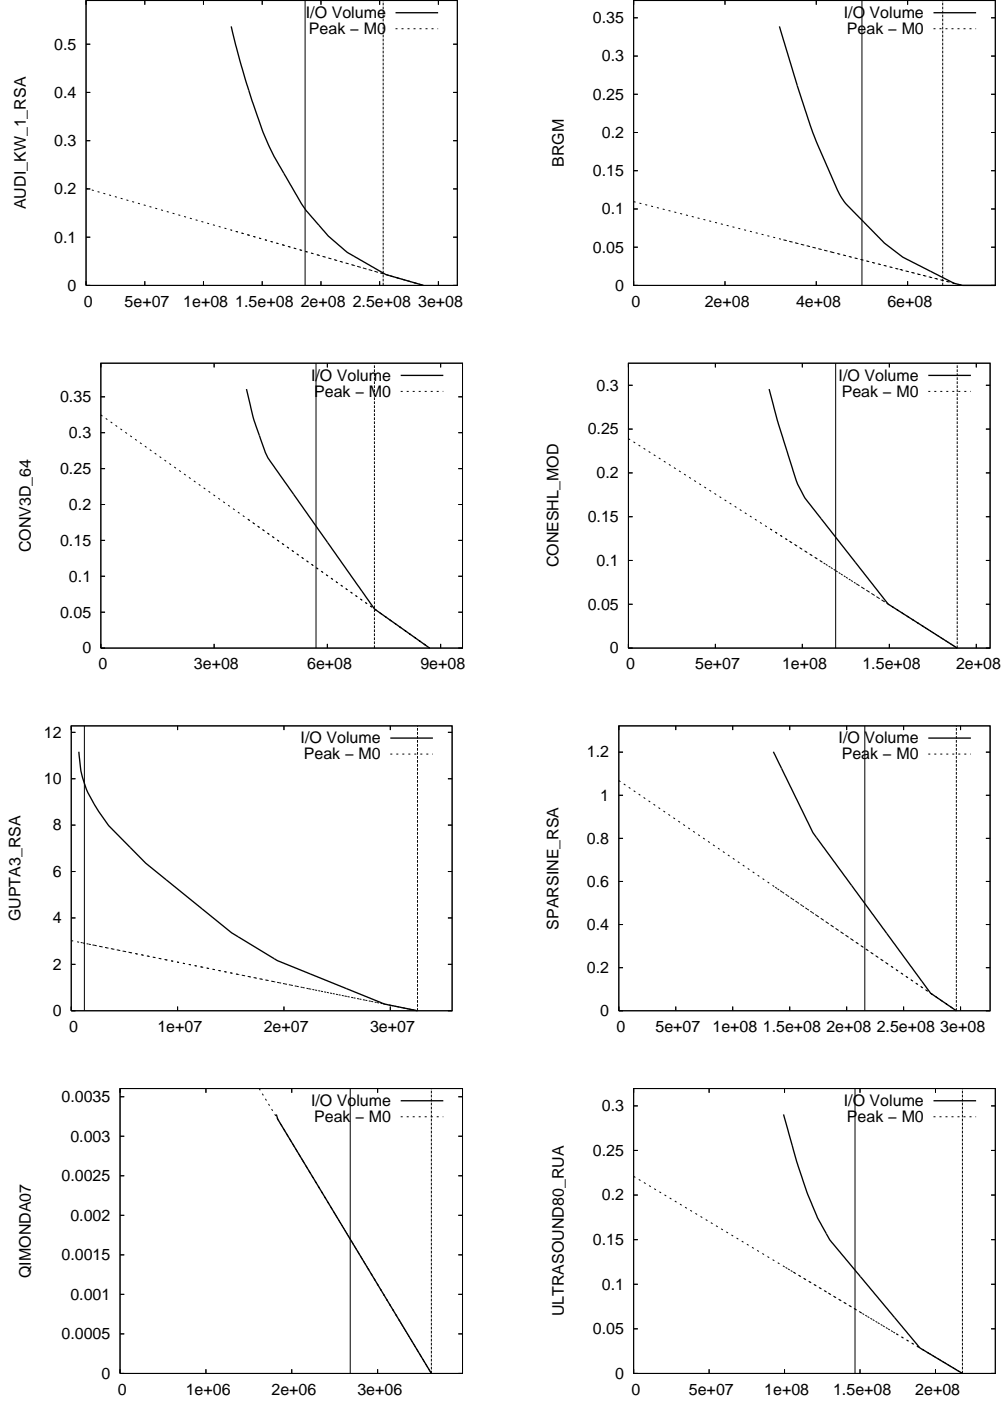 I/O Volume
Peak – M0
AUDI_KW_1_RSA
0.5
0.4
0.3
0.2
0.1
0
0 5e+07 1e+08 1.5e+08 2e+08 2.5e+08 3e+08
I/O Volume
Peak – M0
BRGM
0.35
0.3
0.25
0.2
0.15
0.1
0.05
0
2e+08 4e+08 6e+08
I/O Volume
Peak – M0
CONV3D_64
0.35
0.3
0.25
0.2
0.15
0.1
0.05
0
0 3e+08 6e+08 9e+08
I/O Volume
Peak – M0
CONESHL_MOD
0.3
0.25
0.2
0.15
0.1
0.05
0
0 5e+07 1e+08 1.5e+08 2e+08
I/O Volume
Peak – M0
GUPTA3_RSA
12
10
8
6
4
2
0
0 1e+07 2e+07 3e+07
I/O Volume
Peak – M0
SPARSINE_RSA
1.2
1
0.8
0.6
0.4
0.2
0
0 5e+07 1e+08 1.5e+08 2e+08 2.5e+08 3e+08
I/O Volume
Peak – M0
QIMONDA07
0.0035
0.003
0.0025
0.002
0.0015
0.001
0.0005
0
0 1e+06 2e+06 3e+06
I/O Volume
Peak – M0
ULTRASOUND80_RUA
0.3
0.25
0.2
0.15
0.1
0.05
0
0 5e+07 1e+08 1.5e+08 2e+08